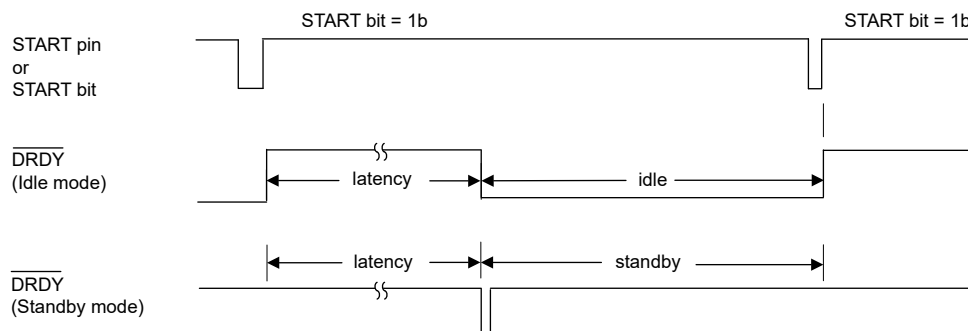 START bit = 1b
START bit = 1b
START pin
or
START bit
DRDY
(Idle mode)
latency
idle
DRDY
(Standby mode)
latency
standby